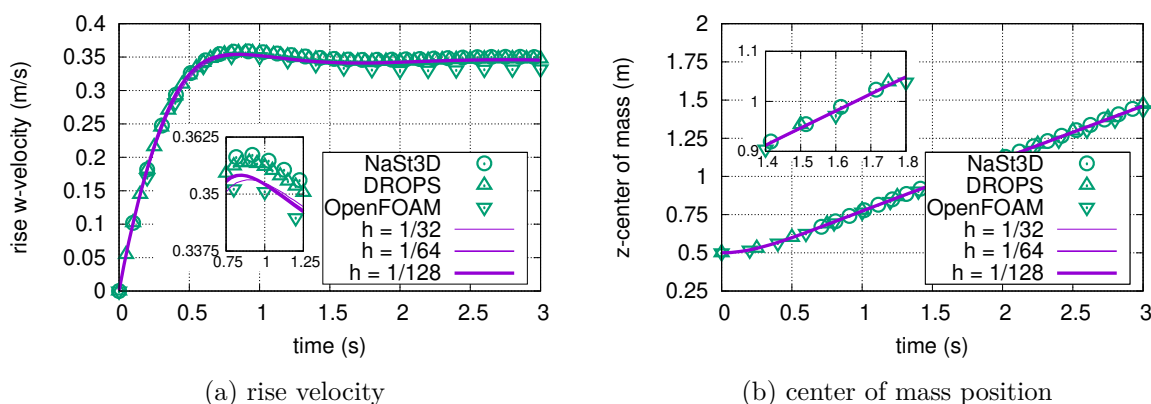 rise w-velocity (m/s)
0.4
0.35
0.3
0.25
0.2
0.15
0.1
0.05
0
0 0.5 1 1.5 2 2.5 3
time (s)
0.3625
0.35
0.3375
0.75 1 1.25
NaSt3D
DROPS
OpenFOAM
h = 1/32
h = 1/64
h = 1/128
(a) rise velocity
z-center of mass (m)
2
1.75
1.5
1.25
1
0.75
0.5
0.25
0 0.5 1 1.5 2 2.5 3
time (s)
1.1
1
0.9
1.4 1.5 1.6 1.7 1.8
NaSt3D
DROPS
OpenFOAM
h = 1/32
h = 1/64
h = 1/128
(b) center of mass position